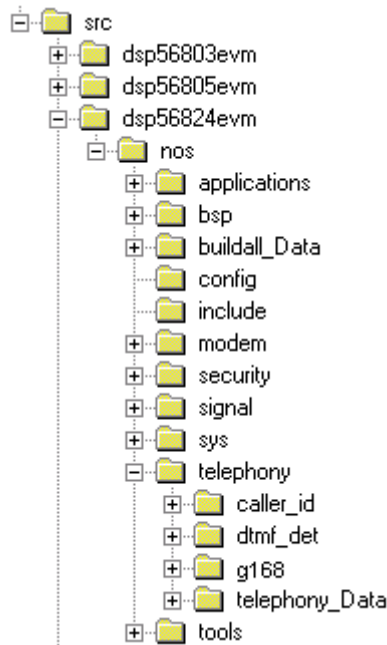 src
dsp56803evm
dsp56805evm
dsp56824evm
nos
applications
bsp
buildall_Data
config
include
modem
security
signal
sys
telephony
caller_id
dtmf_det
g168
telephony_Data
tools